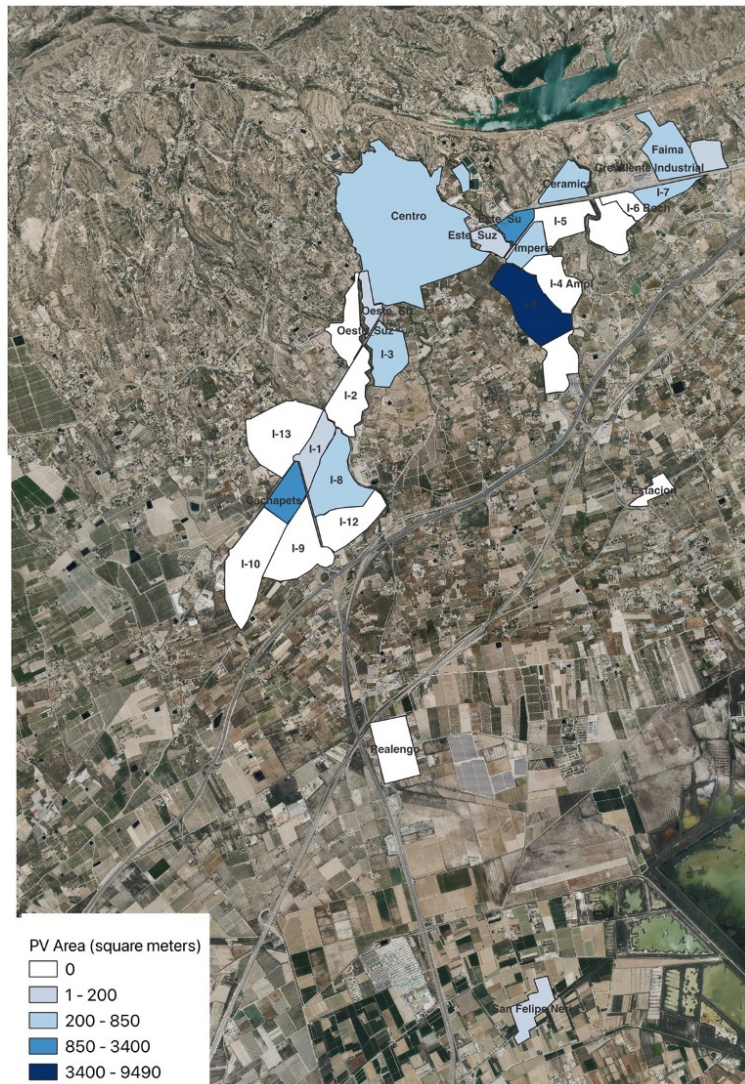 Faima
Crevillente Industrial
Ceramica
I-7
I-6 Boch
Centro
Este Su
I-5
Este Suz
Imperial
I-4 Ampl
Oeste Su
Oeste Suz
I-3
I-2
I-13
I-1
I-8
Cachapets
Estacion
I-12
I-9
I-10
Realengo
San Felipe Neri
PV Area (square meters)
0
1 - 200
200 - 850
850 - 3400
3400 - 9490